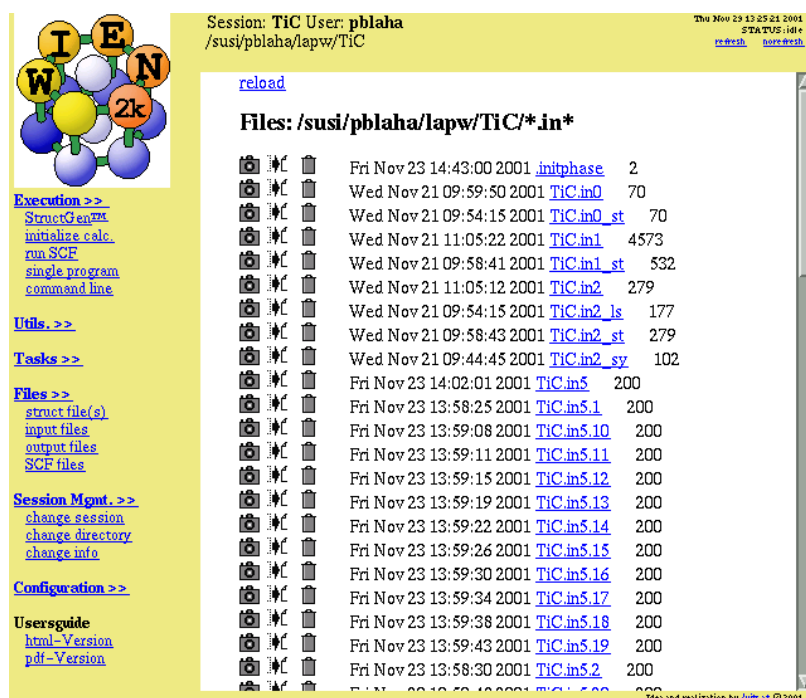 Session: TiC User: pblaha
/susi/pblaha/lapw/TiC
Thu Nov 29 13:25:21 2001
STATUS:idle
refresh norefresh
W I E N
2k
Execution >>
StructGen™
initialize calc.
run SCF
single program
command line
Utils. >>
Tasks >>
Files >>
struct file(s)
input files
output files
SCF files
Session Mgmt. >>
change session
change directory
change info
Configuration >>
Usersguide
html-Version
pdf-Version
reload
Files: /susi/pblaha/lapw/TiC/*.in*
Fri Nov 23 14:43:00 2001 .initphase 2
Wed Nov 21 09:59:50 2001 TiC.in0 70
Wed Nov 21 09:54:15 2001 TiC.in0_st 70
Wed Nov 21 11:05:22 2001 TiC.in1 4573
Wed Nov 21 09:58:41 2001 TiC.in1_st 532
Wed Nov 21 11:05:12 2001 TiC.in2 279
Wed Nov 21 09:54:15 2001 TiC.in2_ls 177
Wed Nov 21 09:58:43 2001 TiC.in2_st 279
Wed Nov 21 09:44:45 2001 TiC.in2_sy 102
Fri Nov 23 14:02:01 2001 TiC.in5 200
Fri Nov 23 13:58:25 2001 TiC.in5.1 200
Fri Nov 23 13:59:08 2001 TiC.in5.10 200
Fri Nov 23 13:59:11 2001 TiC.in5.11 200
Fri Nov 23 13:59:15 2001 TiC.in5.12 200
Fri Nov 23 13:59:19 2001 TiC.in5.13 200
Fri Nov 23 13:59:22 2001 TiC.in5.14 200
Fri Nov 23 13:59:26 2001 TiC.in5.15 200
Fri Nov 23 13:59:30 2001 TiC.in5.16 200
Fri Nov 23 13:59:34 2001 TiC.in5.17 200
Fri Nov 23 13:59:38 2001 TiC.in5.18 200
Fri Nov 23 13:59:43 2001 TiC.in5.19 200
Fri Nov 23 13:58:30 2001 TiC.in5.2 200
Idea and realization by